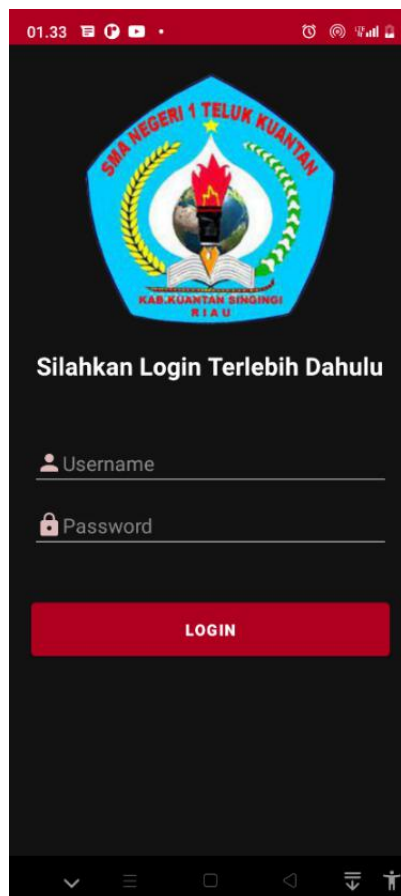 01.33
SMA NEGERI 1 TELUK KUANTAN
KAB.KUANTAN SINGINGI
RIAU
Silahkan Login Terlebih Dahulu
Username
Password
LOGIN